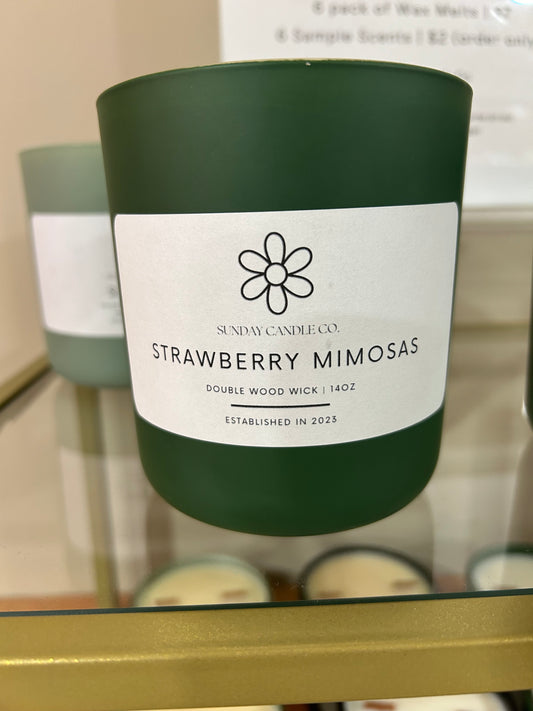 6 pack of Wax Melts |
6 Sample Scents | $2 (order only
SUNDAY CANDLE CO.
STRAWBERRY MIMOSAS
DOUBLE WOOD WICK | 14OZ
ESTABLISHED IN 2023